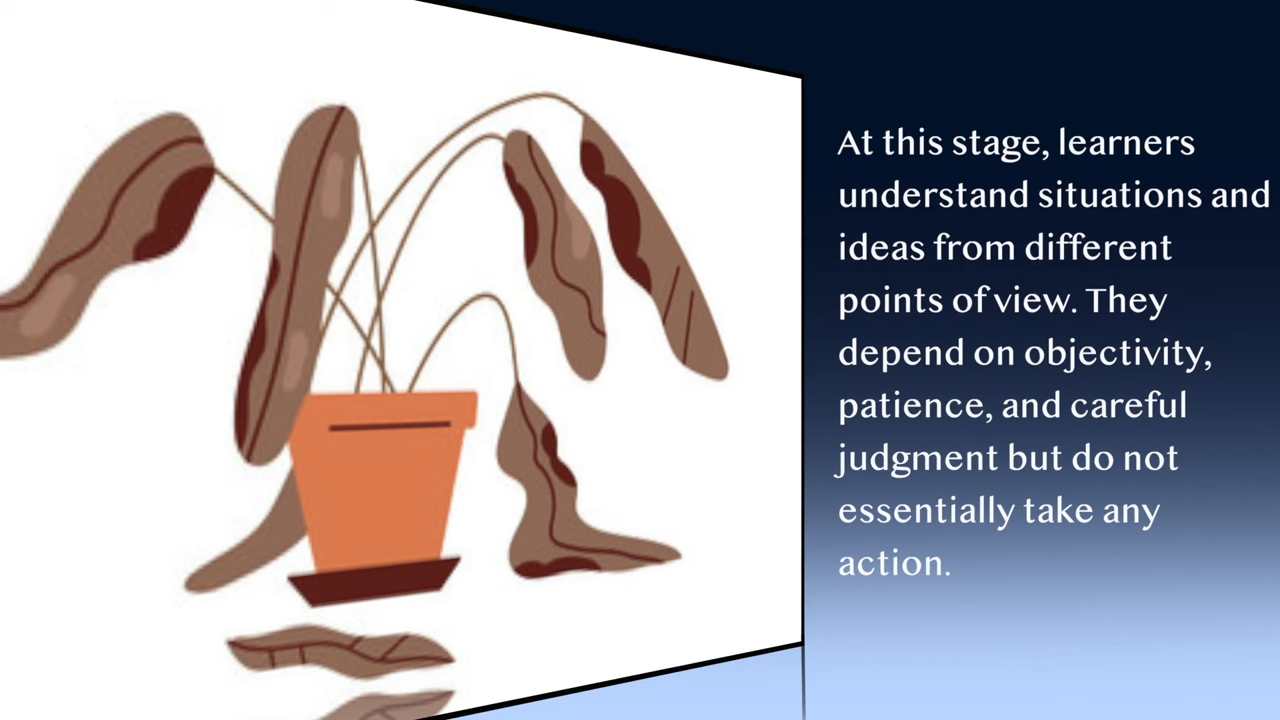 At this stage, learners
understand situations and
ideas from different
points of view. They
depend on objectivity,
patience, and careful
judgment but do not
essentially take any
action.